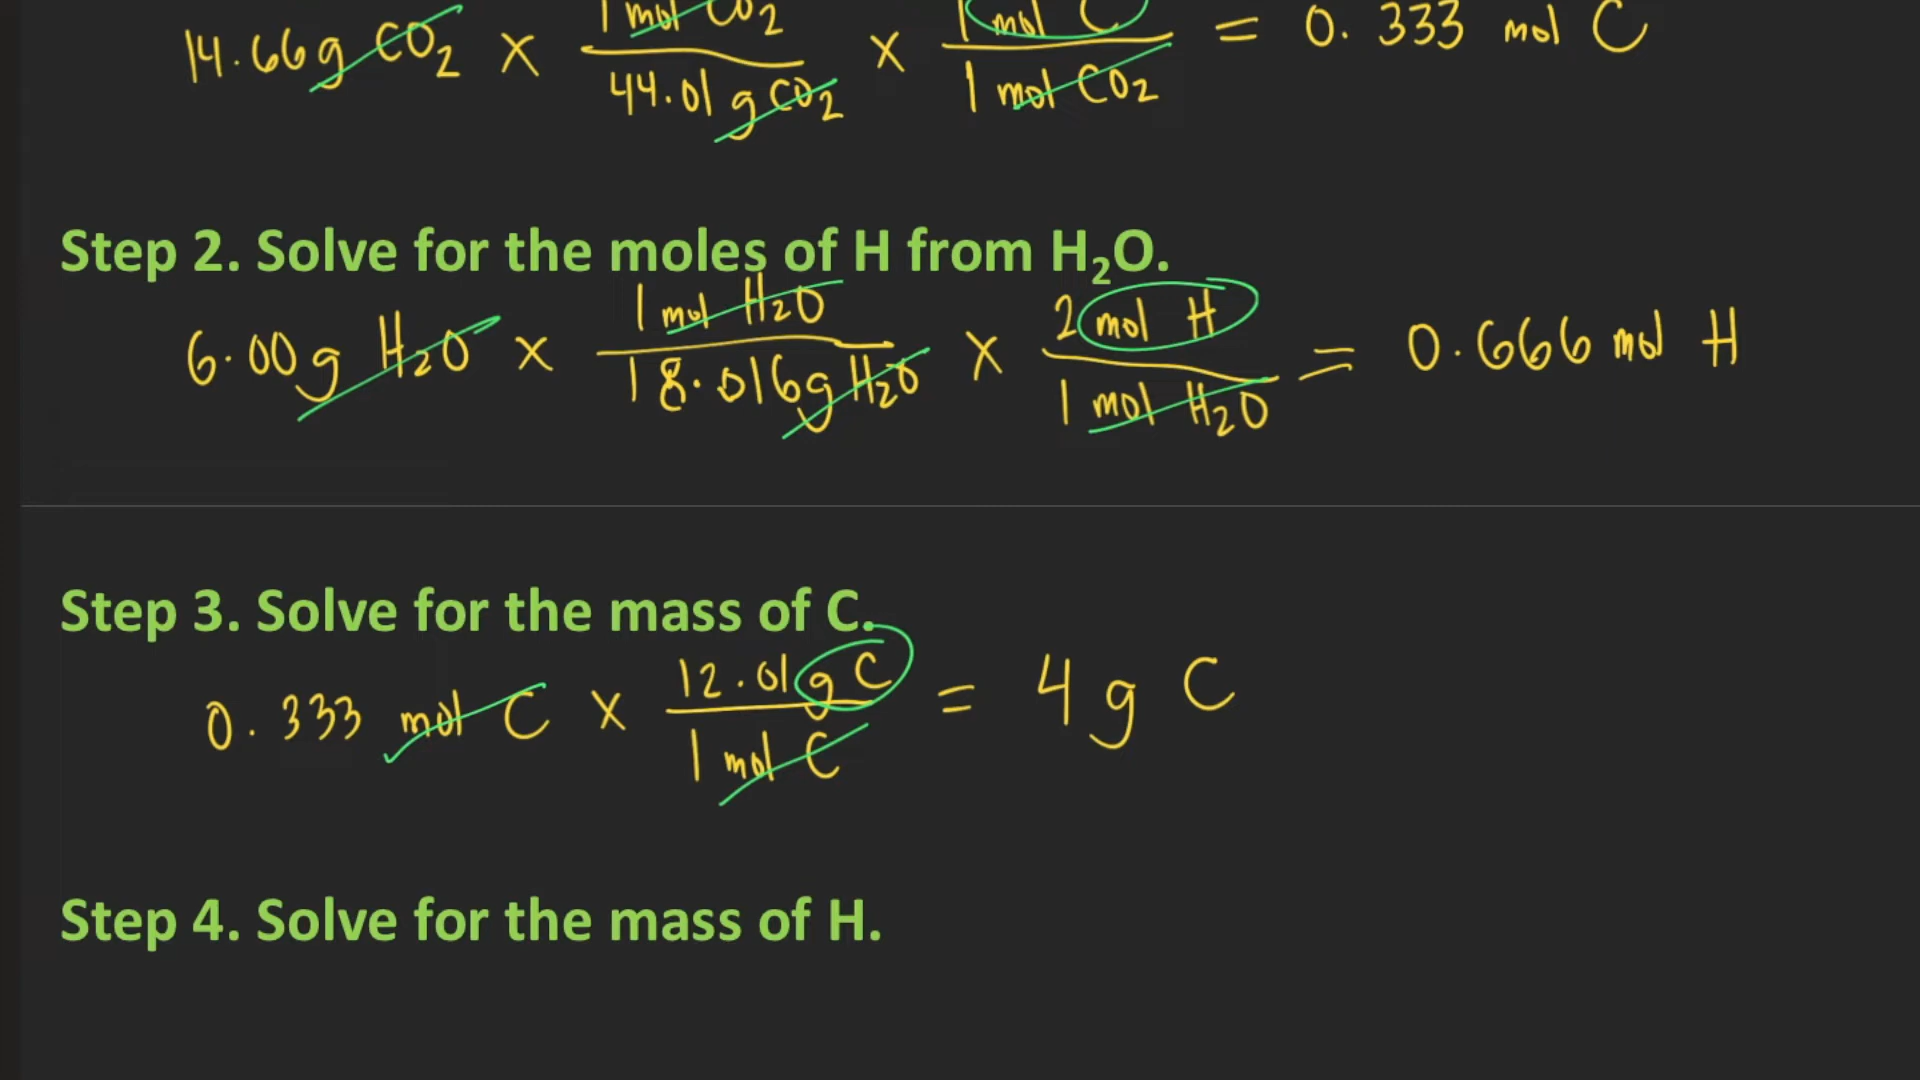 14.66 g CO₂ x 1 mol CO₂ / 44.01 g CO₂ x 1 mol C / 1 mol CO₂ = 0.333 mol C
Step 2. Solve for the moles of H from H₂O.
6.00 g H₂O x 1 mol H₂O / 18.016 g H₂O x 2 mol H / 1 mol H₂O = 0.666 mol H
Step 3. Solve for the mass of C.
0.333 mol C x 12.01 g C / 1 mol C = 4 g C
Step 4. Solve for the mass of H.